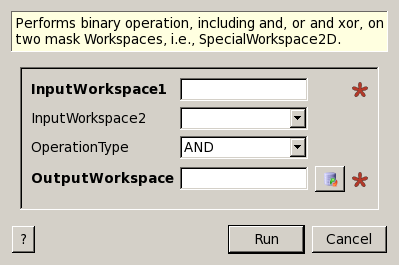 Performs binary operation, including and, or and xor, on
two mask Workspaces, i.e., SpecialWorkspace2D.
InputWorkspace1
InputWorkspace2
OperationType AND
OutputWorkspace
? Run Cancel